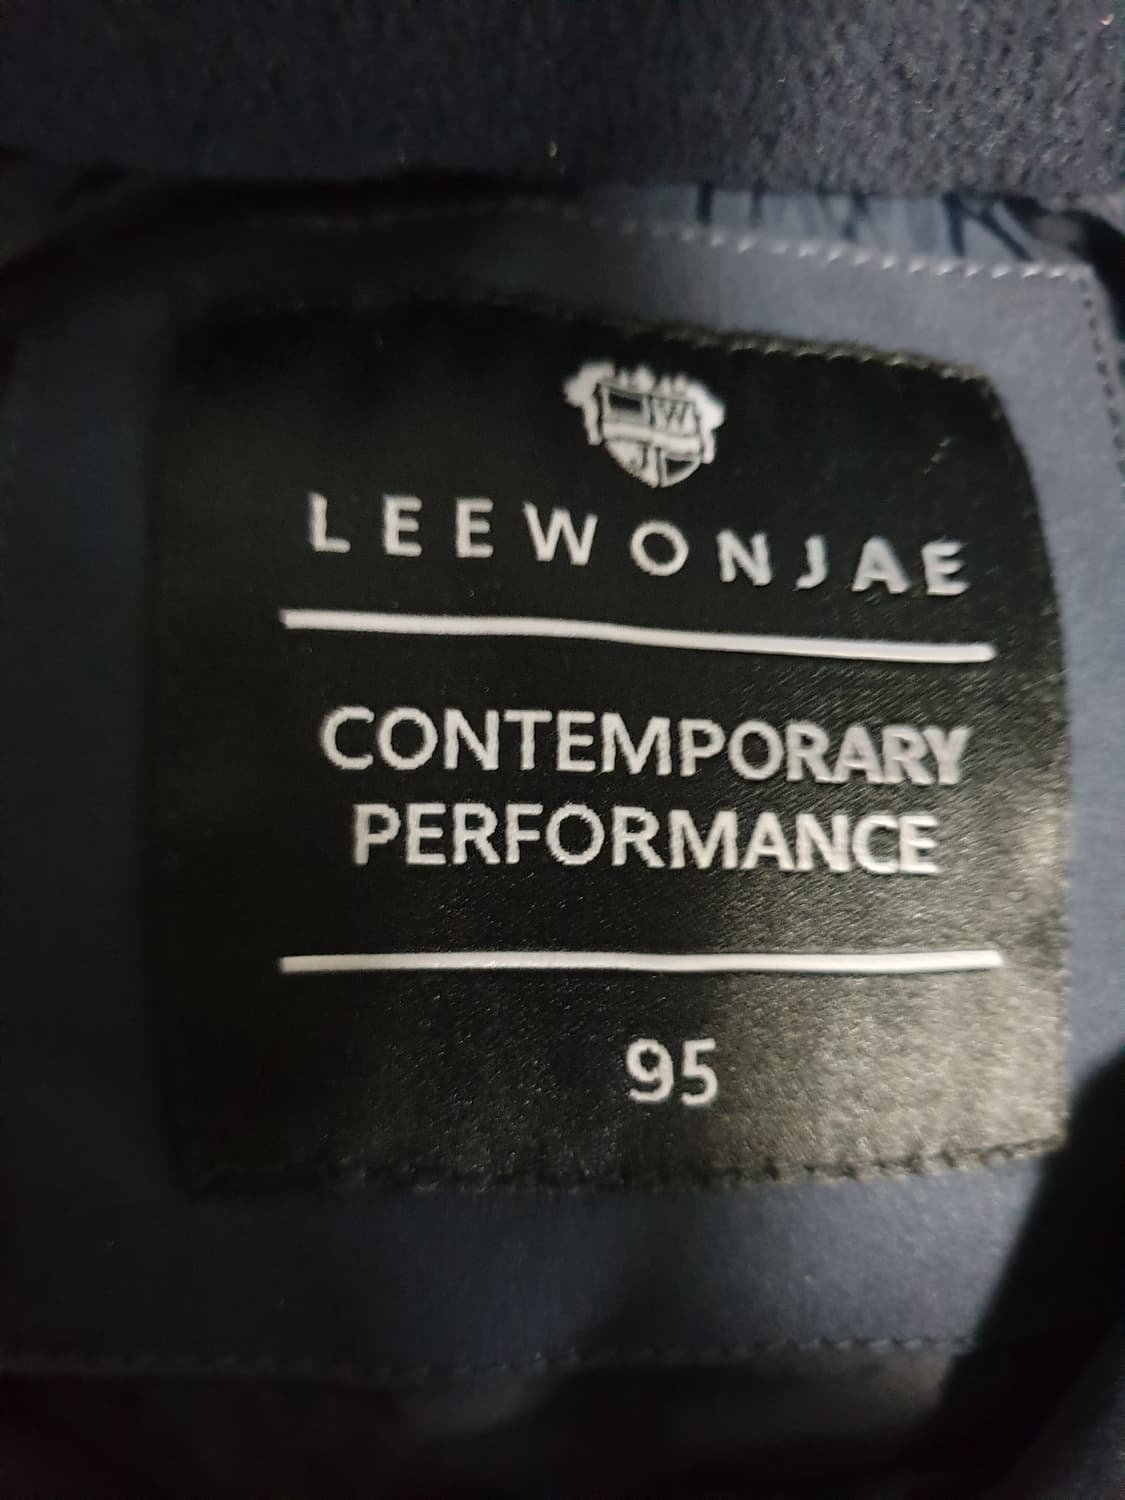 W
J
LEEWONJAE
CONTEMPORARY
PERFORMANCE
95